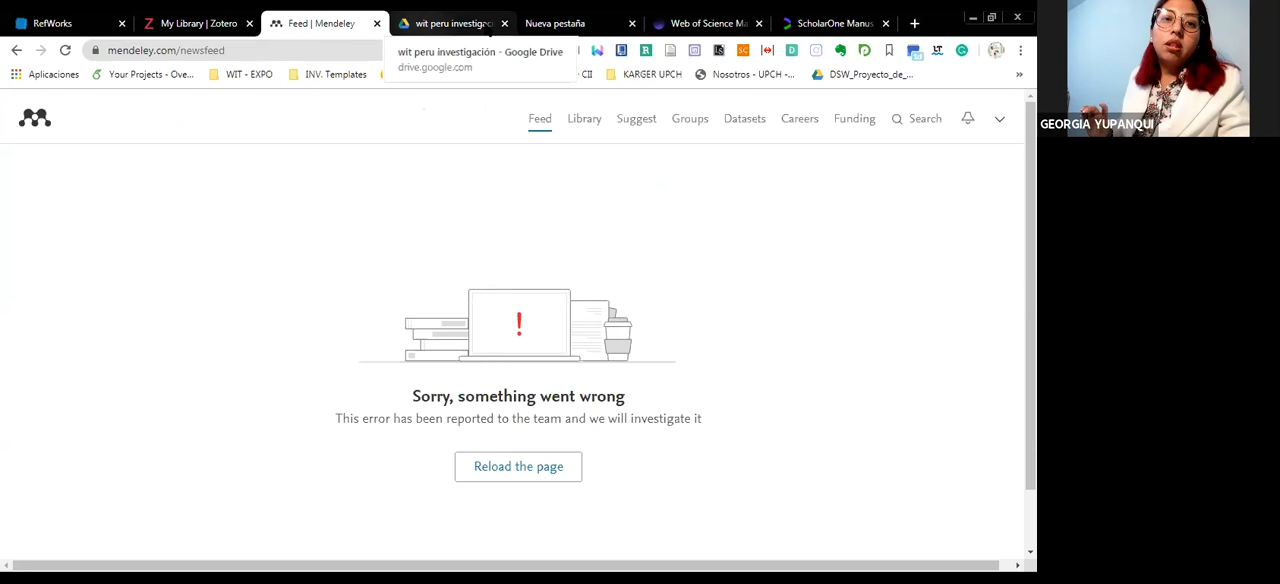 RefWorks
My Library | Zotero
Feed | Mendeley
wit peru investigac
Nueva pestaña
Web of Science Ma
ScholarOne Manus
mendeley.com/newsfeed
wit peru investigación - Google Drive
drive.google.com
Aplicaciones
Your Projects - Ove...
WIT - EXPO
INV. Templates
CII
KARGER UPCH
Nosotros - UPCH -...
DSW_Proyecto_de_...
Feed
Library
Suggest
Groups
Datasets
Careers
Funding
Search
GEORGIA YUPANQUI
Sorry, something went wrong
This error has been reported to the team and we will investigate it
Reload the page